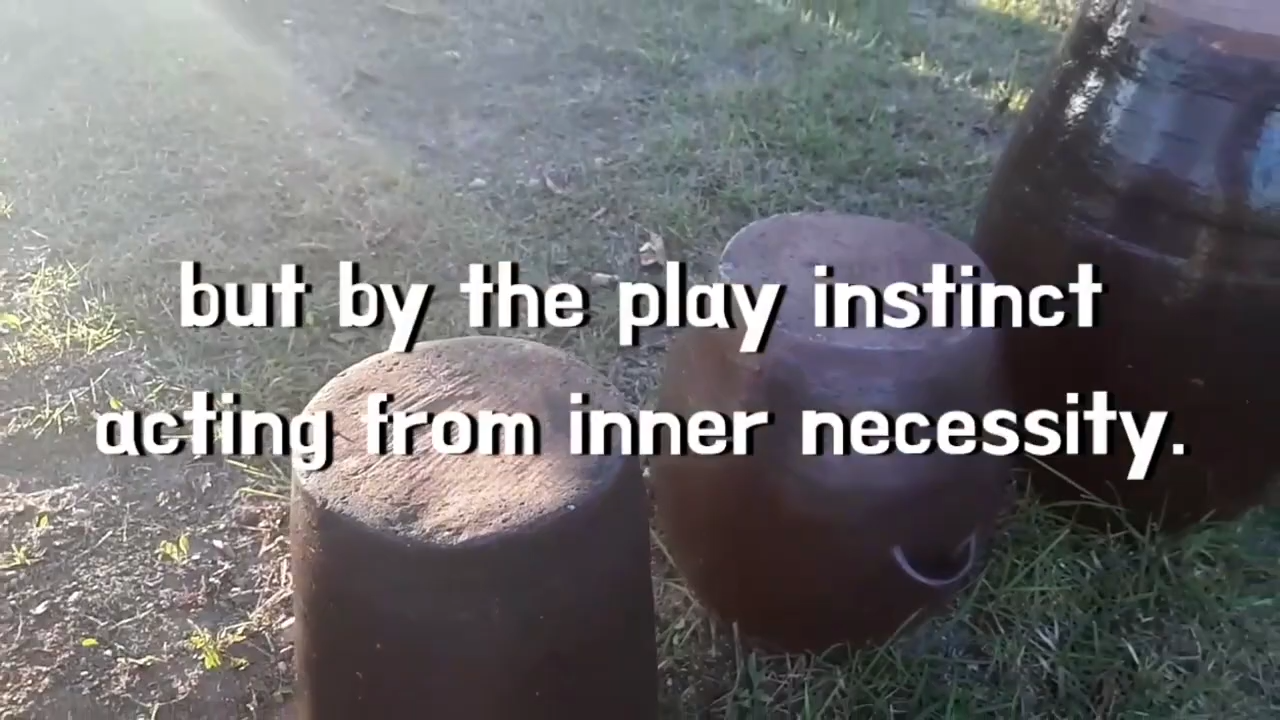 but by the play instinct
acting from inner necessity.